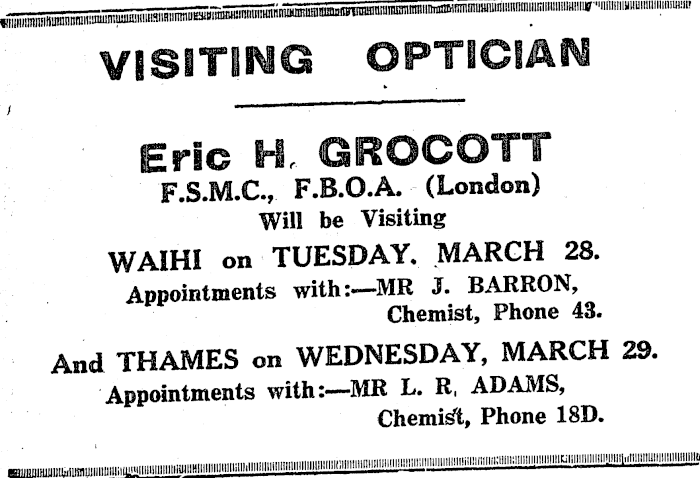 VISITING OPTICIAN
Eric H. GROCOTT
F.S.M.C., F.B.O.A. (London)
Will be Visiting
WAIHI on TUESDAY. MARCH 28.
Appointments with:—MR J. BARRON,
Chemist, Phone 43.
And THAMES on WEDNESDAY, MARCH 29.
Appointments with:—MR L. R. ADAMS,
Chemist, Phone 18D.